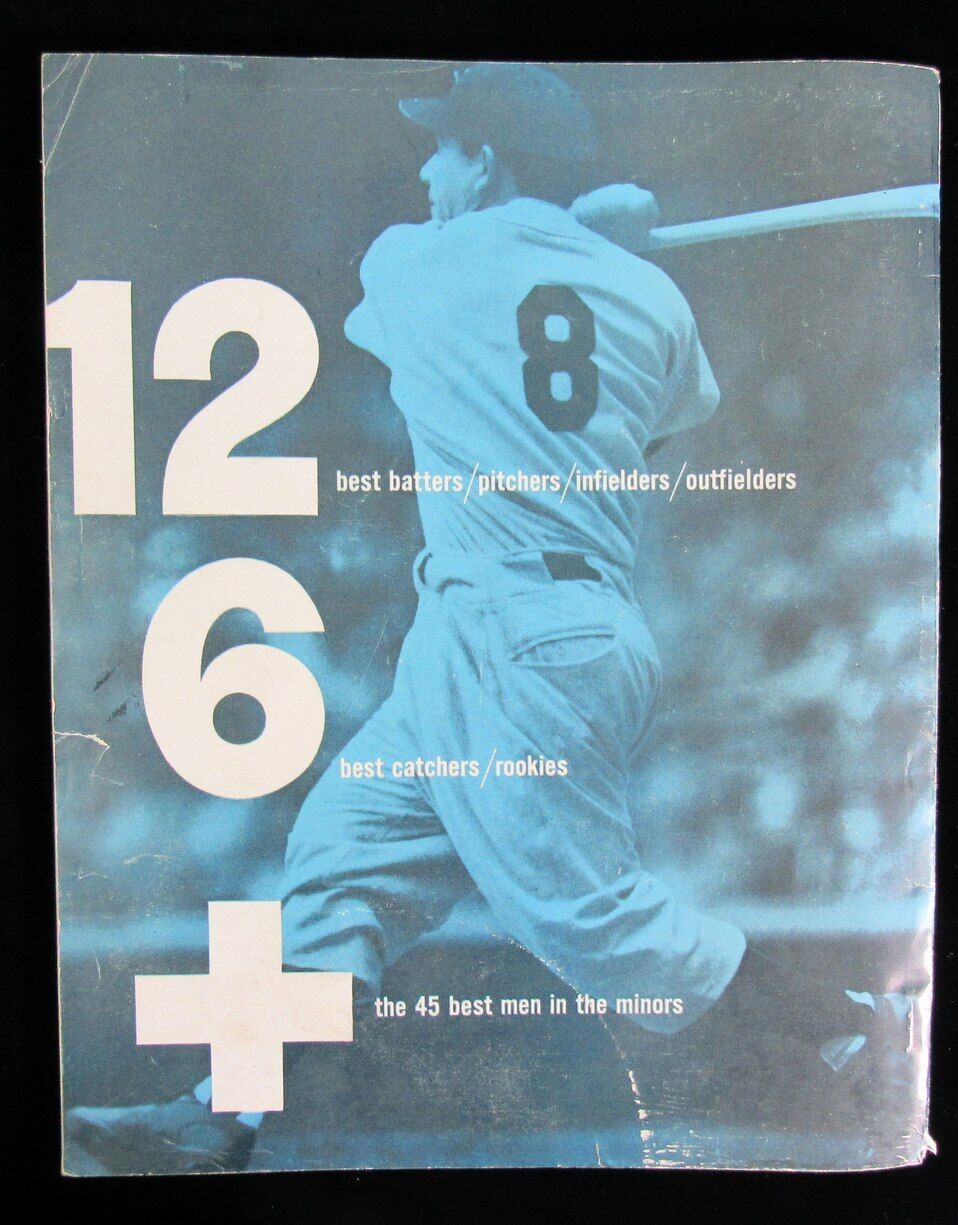 8
12
best batters/pitchers/infielders/outfielders
6
best catchers/rookies
+
the 45 best men in the minors